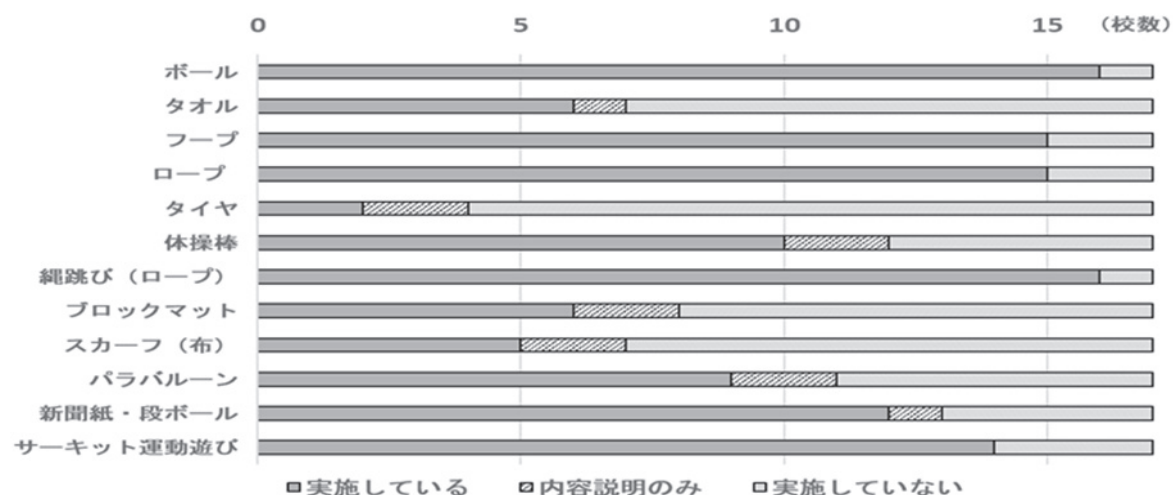 0 5 10 15 (校数)
ボール
タオル
フープ
ロープ
タイヤ
体操棒
縄跳び（ロープ）
ブロックマット
スカーフ（布）
パラバルーン
新聞紙・段ボール
サーキット運動遊び
実施している 内容説明のみ 実施していない